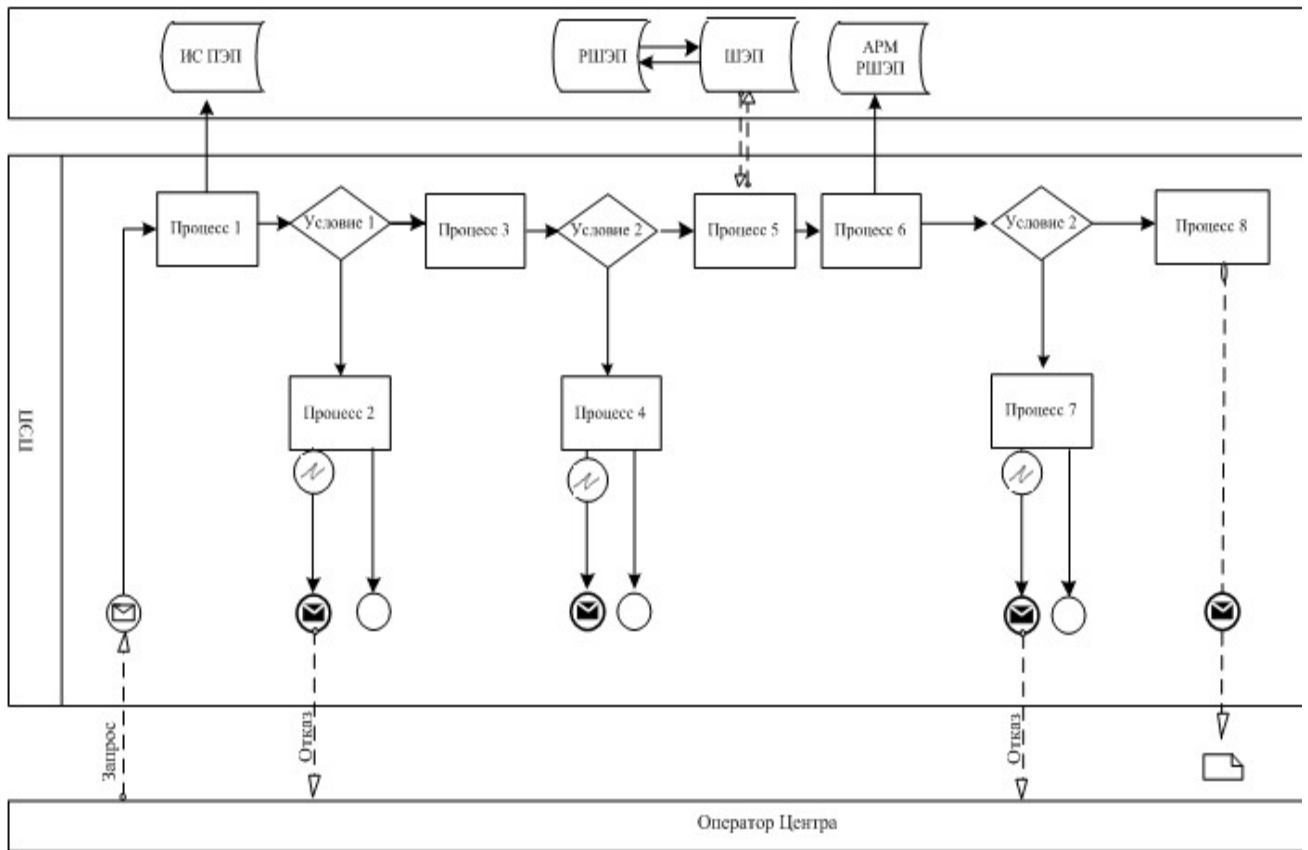 ИС ПЭП
РШЭП
ШЭП
АРМ
РШЭП
Процесс 1
Условие 1
Процесс 3
Условие 2
Процесс 5
Процесс 6
Условие 2
Процесс 8
Процесс 2
Процесс 4
Процесс 7
ПЭП
Запрос
Отказ
Отказ
Оператор Центра